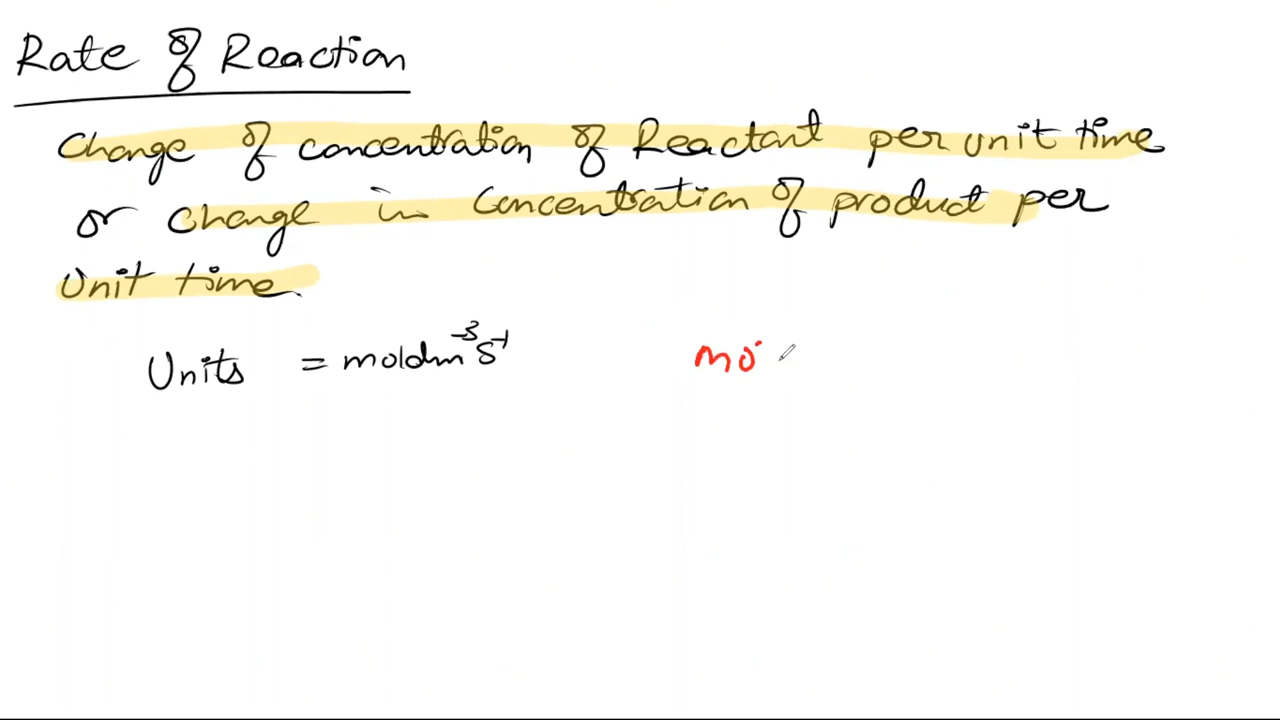 Rate of Reaction
Change of concentration of Reactant per unit time
or change in concentration of product per
unit time
Units = moldm⁻³s⁻¹ mo